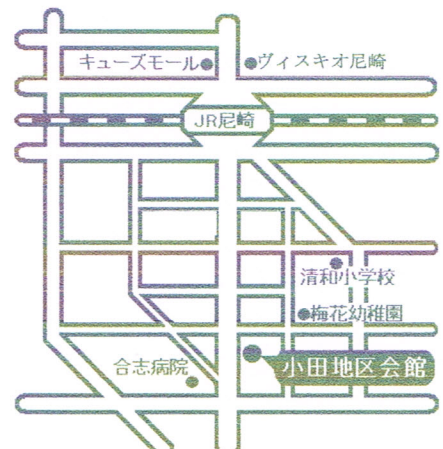 キューズモール
ヴィスキオ尼崎
JR尼崎
清和小学校
梅花幼稚園
小田地区会館
合志病院